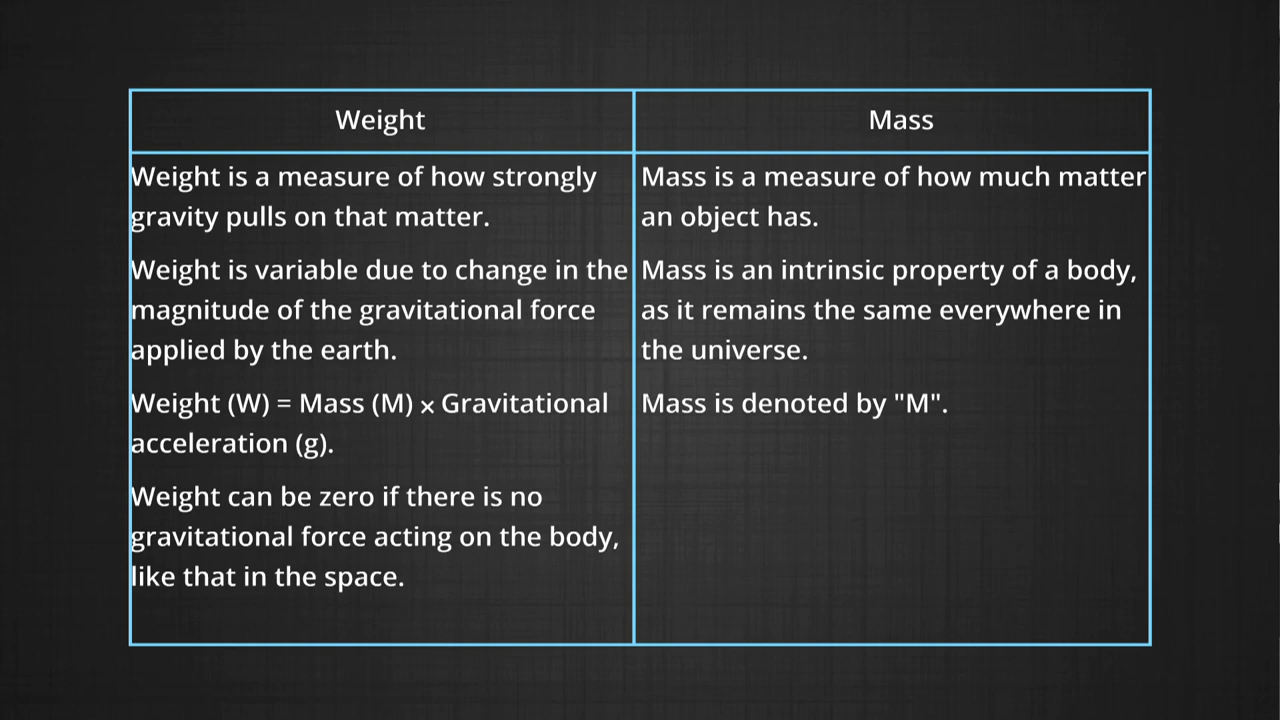 Weight
Mass
Weight is a measure of how strongly
gravity pulls on that matter.
Mass is a measure of how much matter
an object has.
Weight is variable due to change in the
magnitude of the gravitational force
applied by the earth.
Mass is an intrinsic property of a body,
as it remains the same everywhere in
the universe.
Weight (W) = Mass (M) × Gravitational
acceleration (g).
Mass is denoted by "M".
Weight can be zero if there is no
gravitational force acting on the body,
like that in the space.